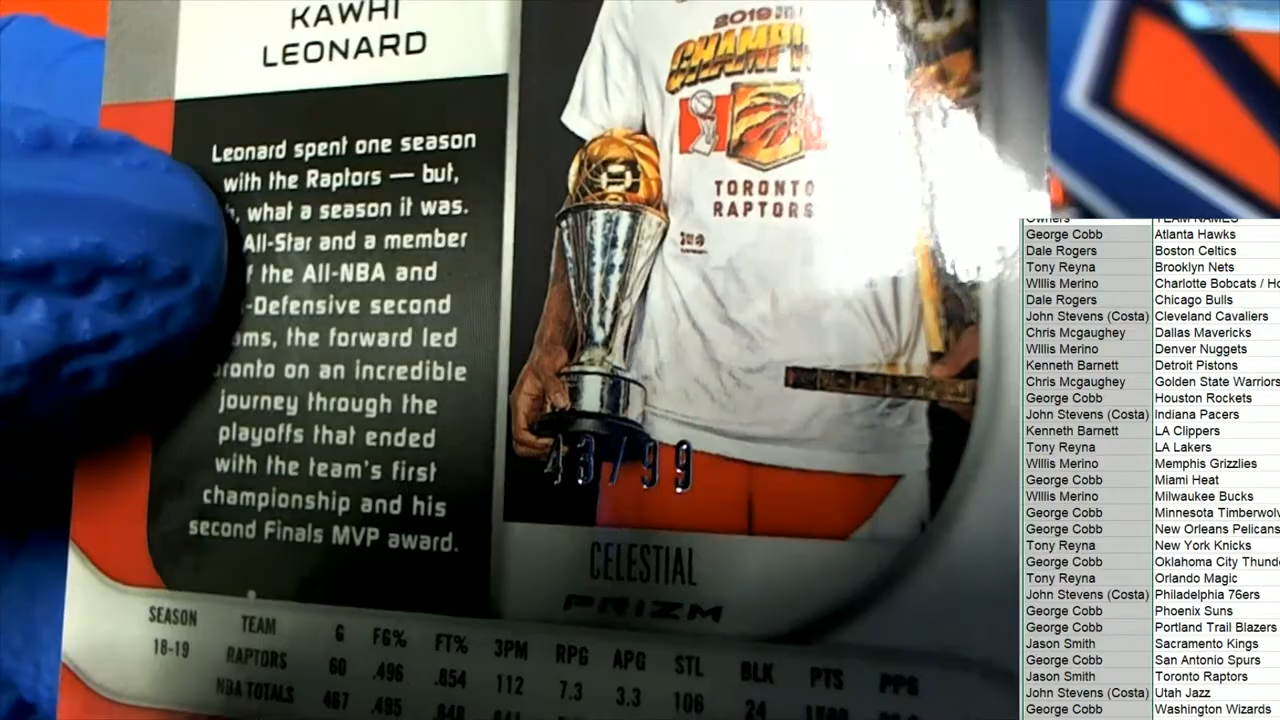 KAWHI
LEONARD
Leonard spent one season
with the Raptors — but,
what a season it was.
All-Star and a member
the All-NBA and
-Defensive second
the forward led
on an incredible
journey through the
playoffs that ended
with the team's first
championship and his
second Finals MVP award.
2019
TORONTO
RAPTORS
/99
CELESTIAL
PRIZM
SEASON TEAM G FG% FT% 3PM RPG APG STL BLK PTS PPG
18-19 RAPTORS 60 .496 .854 112 7.3 3.3 106 24
NBA TOTALS 467 .495
Owners TEAM NAMES
George Cobb Atlanta Hawks
Dale Rogers Boston Celtics
Tony Reyna Brooklyn Nets
WIllis Merino Charlotte Bobcats / Ho
Dale Rogers Chicago Bulls
John Stevens (Costa) Cleveland Cavaliers
Chris Mcgaughey Dallas Mavericks
WIllis Merino Denver Nuggets
Kenneth Barnett Detroit Pistons
Chris Mcgaughey Golden State Warriors
George Cobb Houston Rockets
John Stevens (Costa) Indiana Pacers
Kenneth Barnett LA Clippers
Tony Reyna LA Lakers
WIllis Merino Memphis Grizzlies
George Cobb Miami Heat
WIllis Merino Milwaukee Bucks
George Cobb Minnesota Timberwolv
George Cobb New Orleans Pelicans
Tony Reyna New York Knicks
George Cobb Oklahoma City Thund
Tony Reyna Orlando Magic
John Stevens (Costa) Philadelphia 76ers
George Cobb Phoenix Suns
George Cobb Portland Trail Blazers
Jason Smith Sacramento Kings
George Cobb San Antonio Spurs
Jason Smith Toronto Raptors
John Stevens (Costa) Utah Jazz
George Cobb Washington Wizards